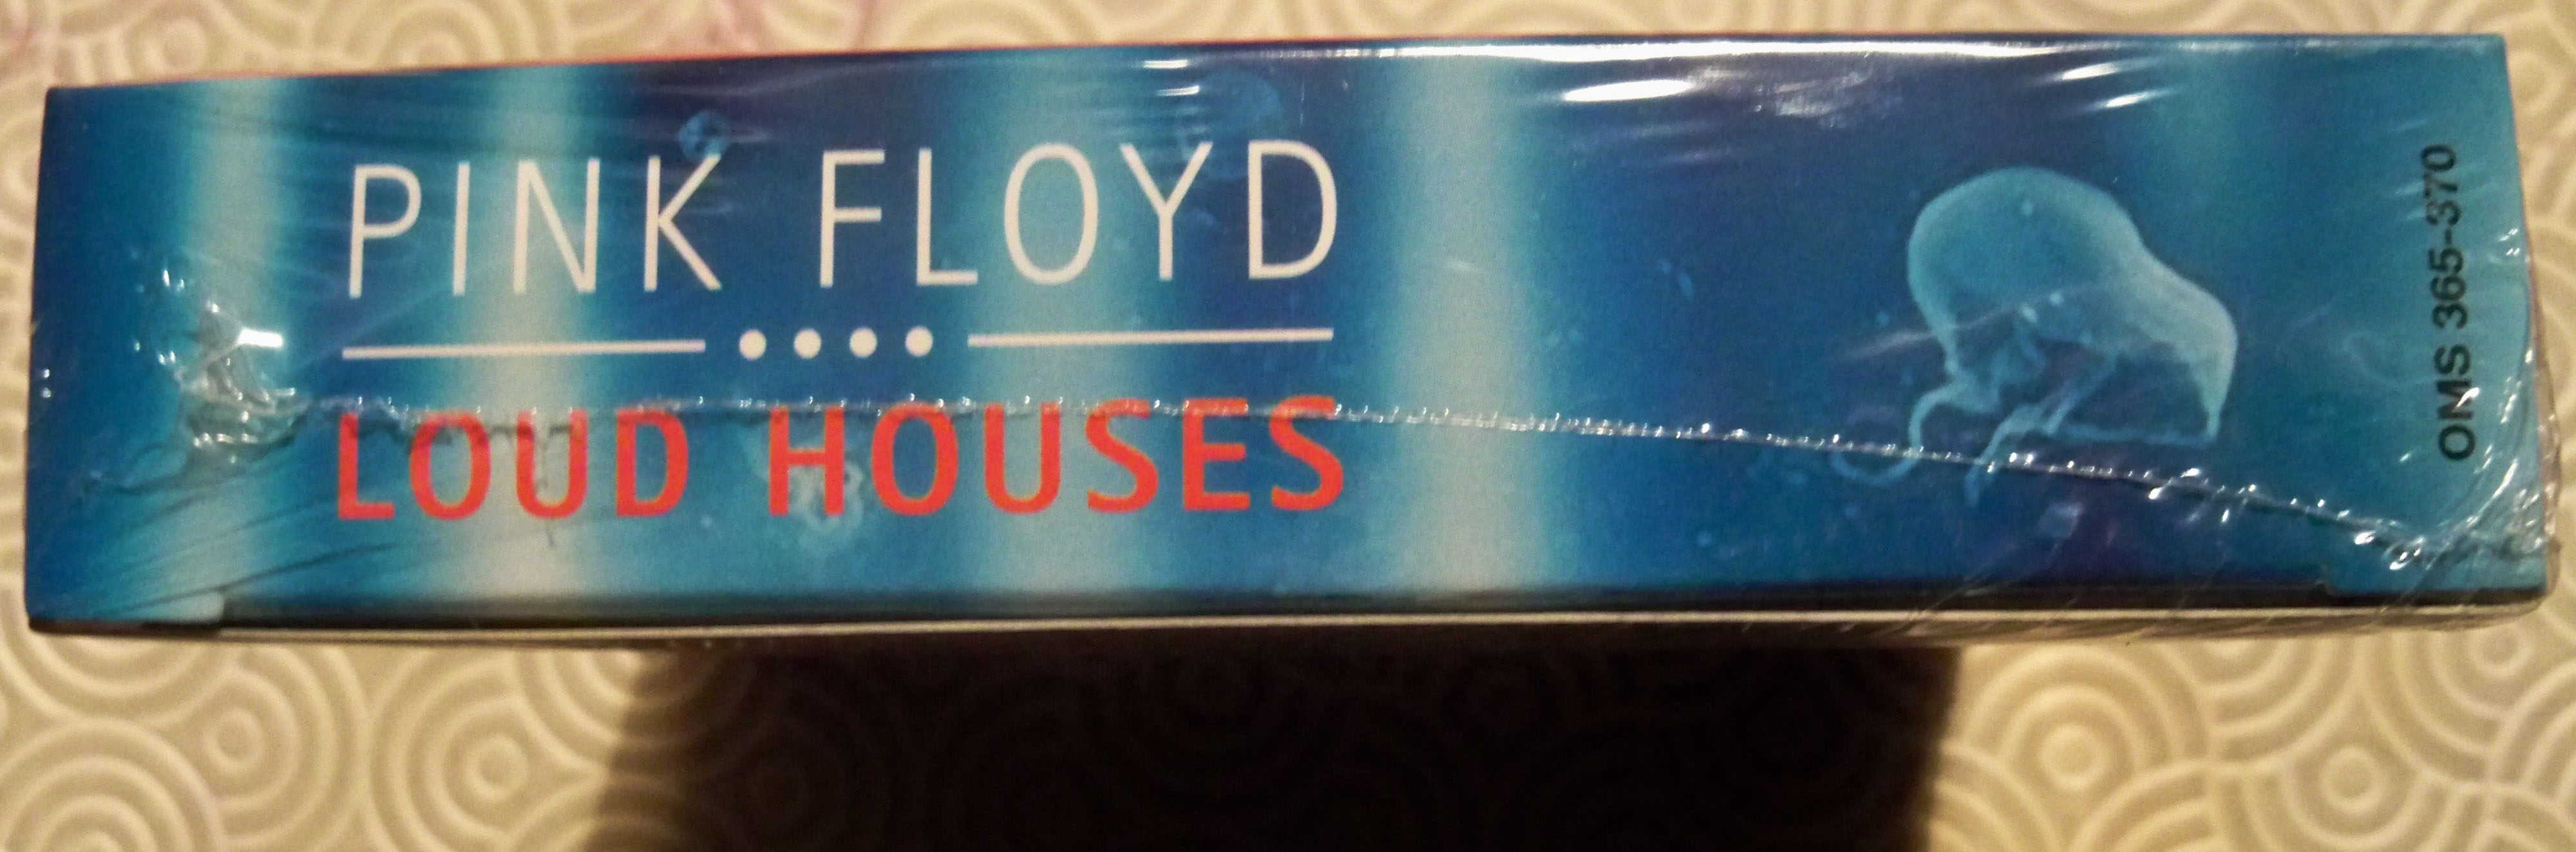 PINK FLOYD
LOUD HOUSES
OMS 365-370